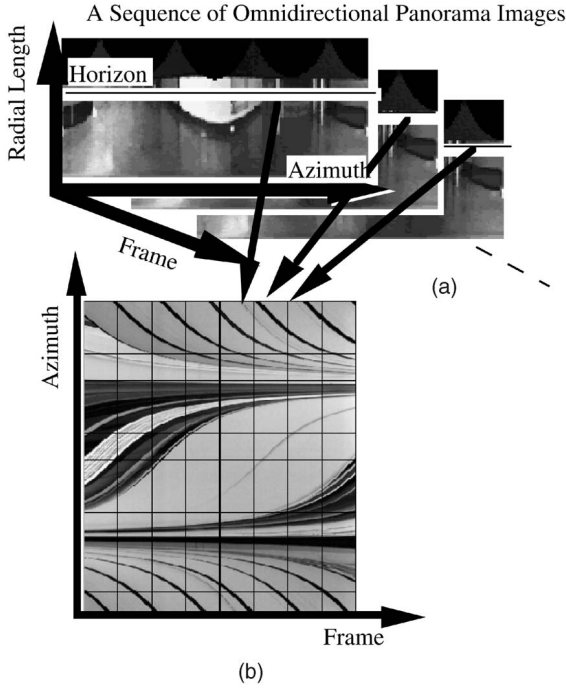 A Sequence of Omnidirectional Panorama Images
Radial Length
Horizon
Azimuth
Frame
(a)
Azimuth
Frame
(b)